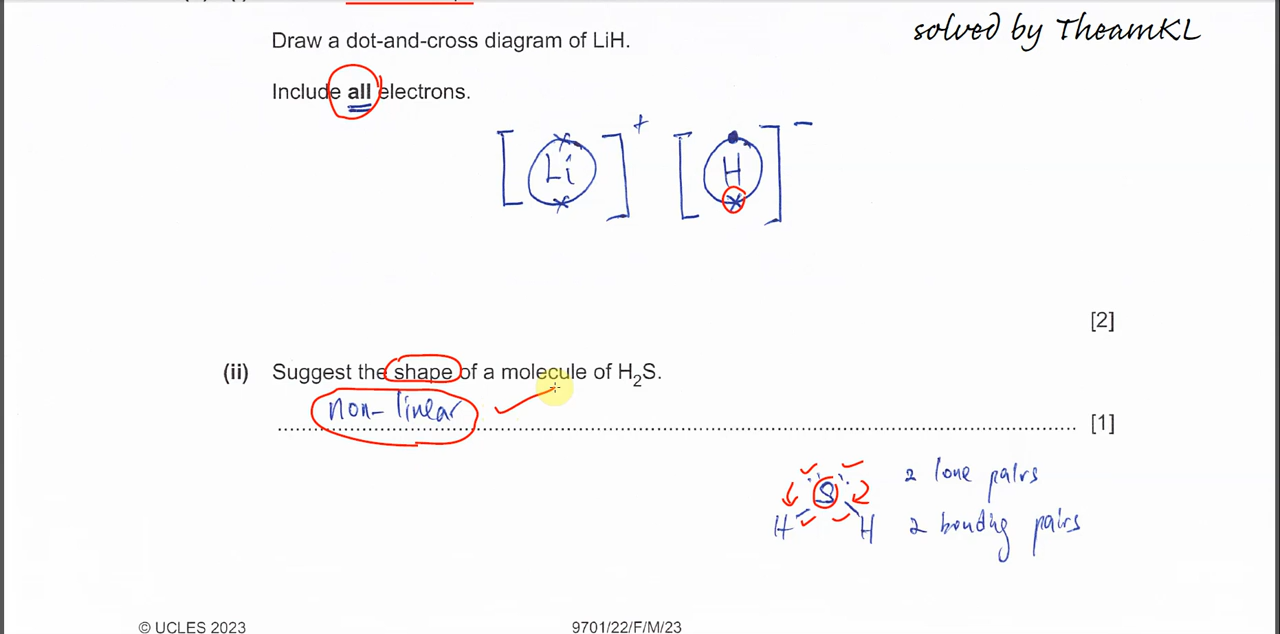 solved by TheamKL
Draw a dot-and-cross diagram of LiH.
Include all electrons.
[Li]+ [H]−
[2]
(ii) Suggest the shape of a molecule of H2S.
non-linear
[1]
S 2 lone pairs
H H 2 bonding pairs
© UCLES 2023 9701/22/F/M/23